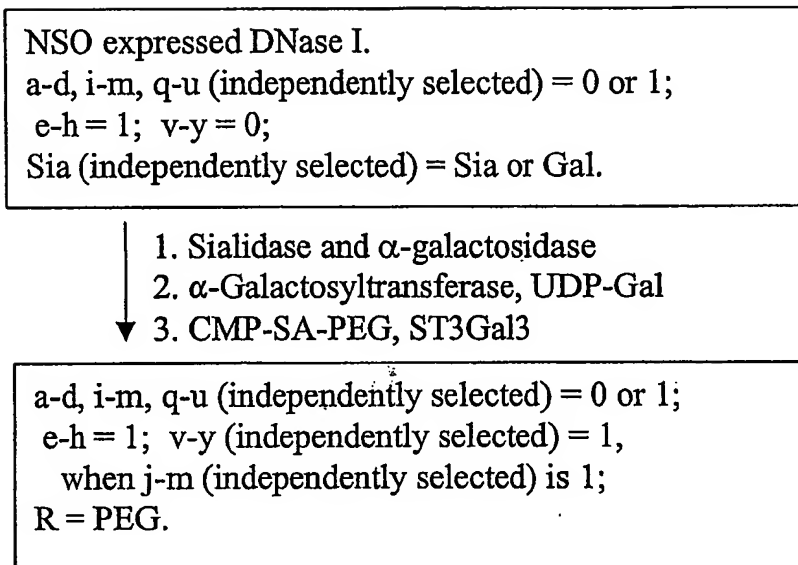 NSO expressed DNase I.
a-d, i-m, q-u (independently selected) = 0 or 1;
e-h = 1; v-y = 0;
Sia (independently selected) = Sia or Gal.
1. Sialidase and α-galactosidase
2. α-Galactosyltransferase, UDP-Gal
3. CMP-SA-PEG, ST3Gal3
a-d, i-m, q-u (independently selected) = 0 or 1;
e-h = 1; v-y (independently selected) = 1,
when j-m (independently selected) is 1;
R = PEG.